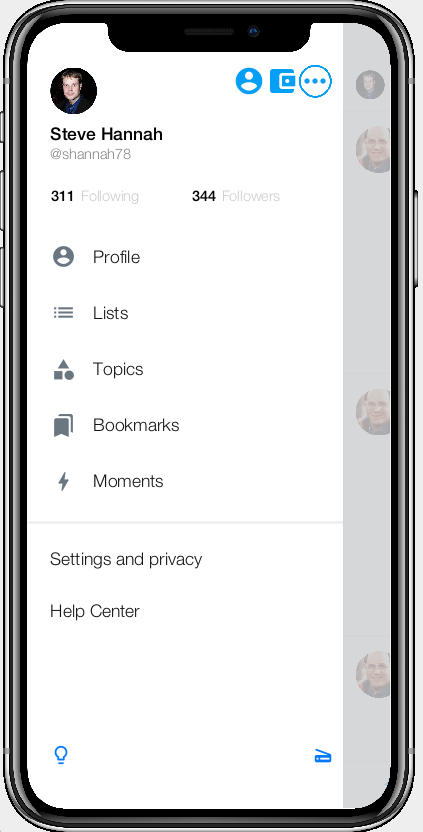 Steve Hannah
@shannah78
311 Following 344 Followers
Profile
Lists
Topics
Bookmarks
Moments
Settings and privacy
Help Center